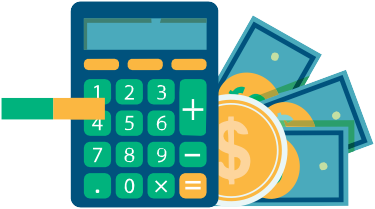 1 2 3 +
4 5 6
7 8 9 −
. 0 × =
$